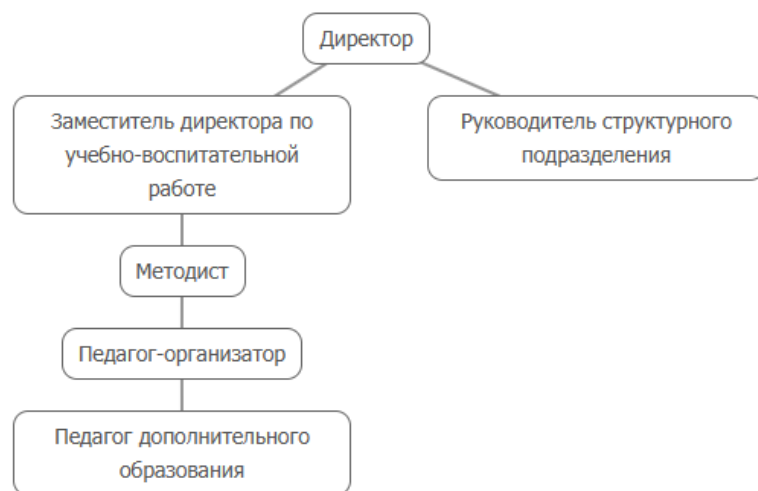 Директор
Заместитель директора по
учебно-воспитательной
работе
Руководитель структурного
подразделения
Методист
Педагог-организатор
Педагог дополнительного
образования